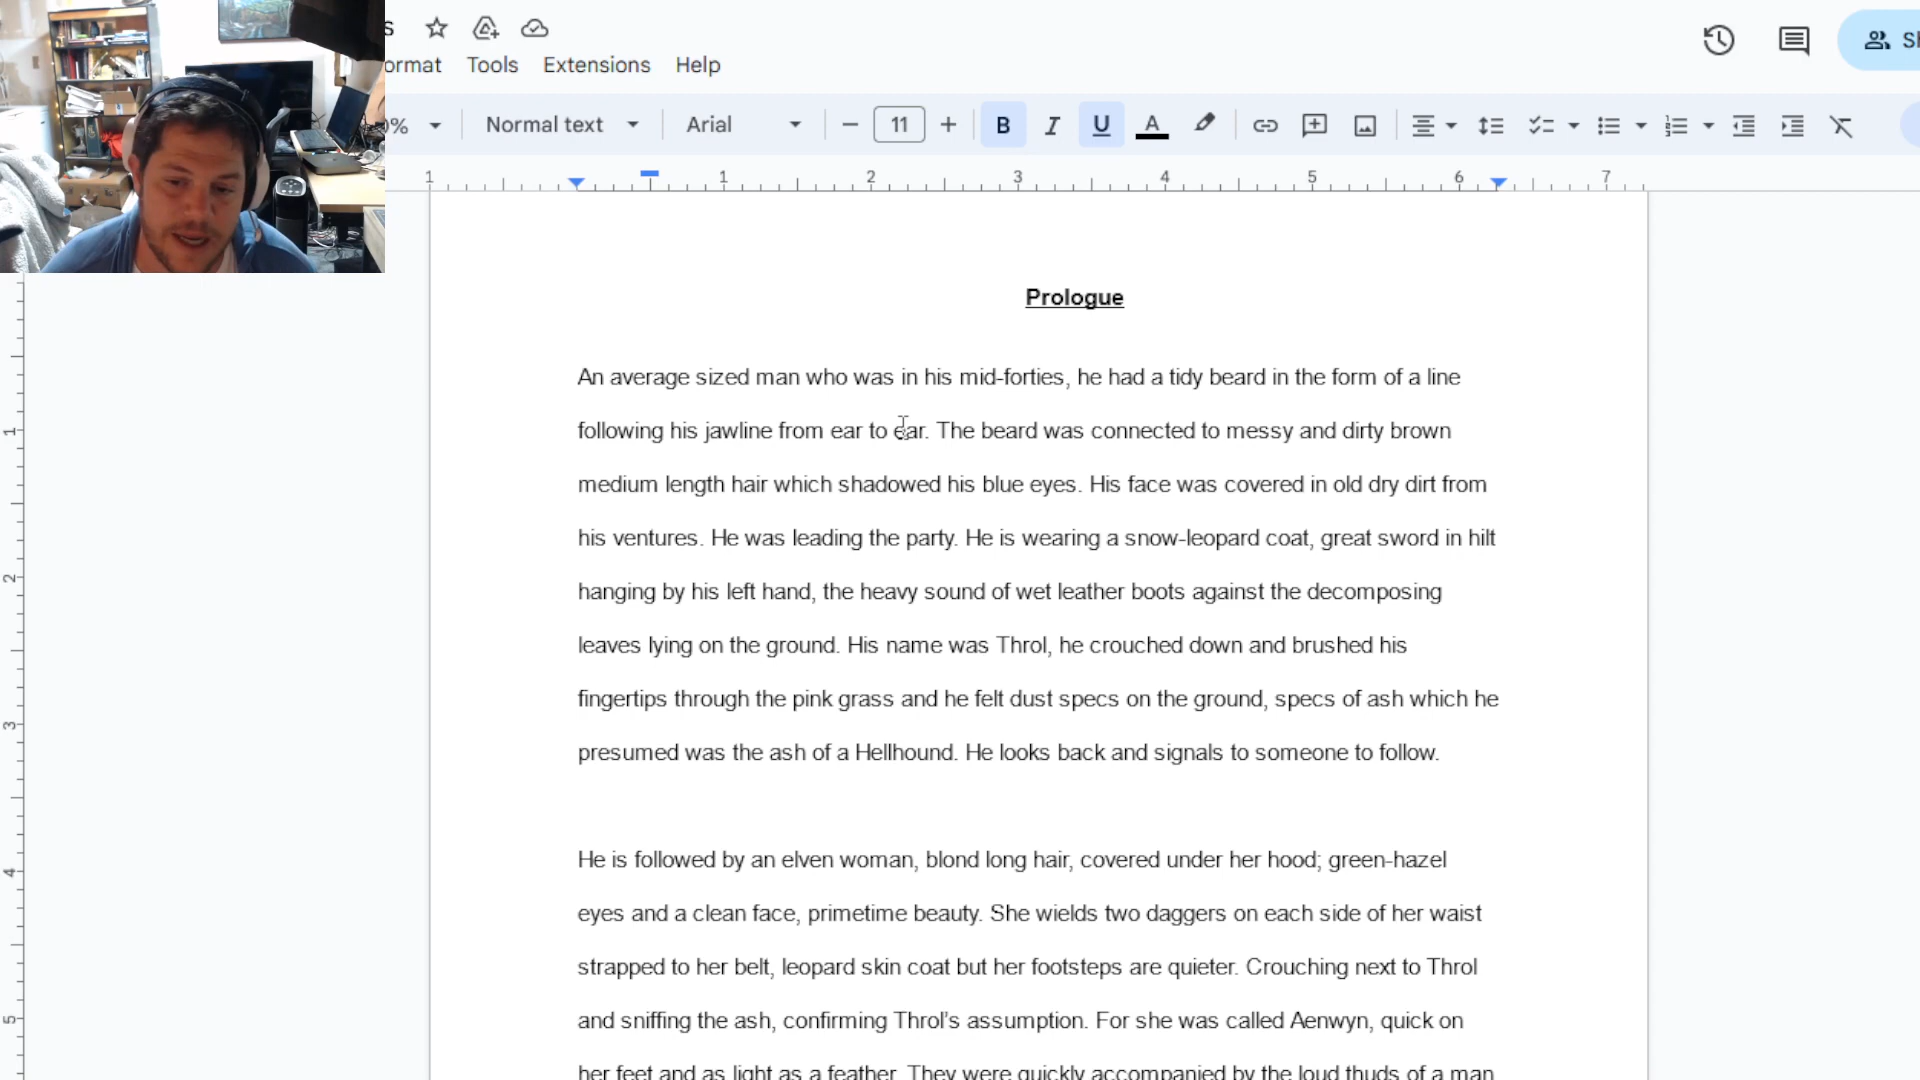 s
ormat Tools Extensions Help
Sh
% Normal text Arial 11 B I U A
1 1 2 3 4 5 6 7
Prologue
An average sized man who was in his mid-forties, he had a tidy beard in the form of a line
following his jawline from ear to ear. The beard was connected to messy and dirty brown
medium length hair which shadowed his blue eyes. His face was covered in old dry dirt from
his ventures. He was leading the party. He is wearing a snow-leopard coat, great sword in hilt
hanging by his left hand, the heavy sound of wet leather boots against the decomposing
leaves lying on the ground. His name was Throl, he crouched down and brushed his
fingertips through the pink grass and he felt dust specs on the ground, specs of ash which he
presumed was the ash of a Hellhound. He looks back and signals to someone to follow.
He is followed by an elven woman, blond long hair, covered under her hood; green-hazel
eyes and a clean face, primetime beauty. She wields two daggers on each side of her waist
strapped to her belt, leopard skin coat but her footsteps are quieter. Crouching next to Throl
and sniffing the ash, confirming Throl’s assumption. For she was called Aenwyn, quick on
her feet and as light as a feather. They were quickly accompanied by the loud thuds of a man
1
2
3
4
5